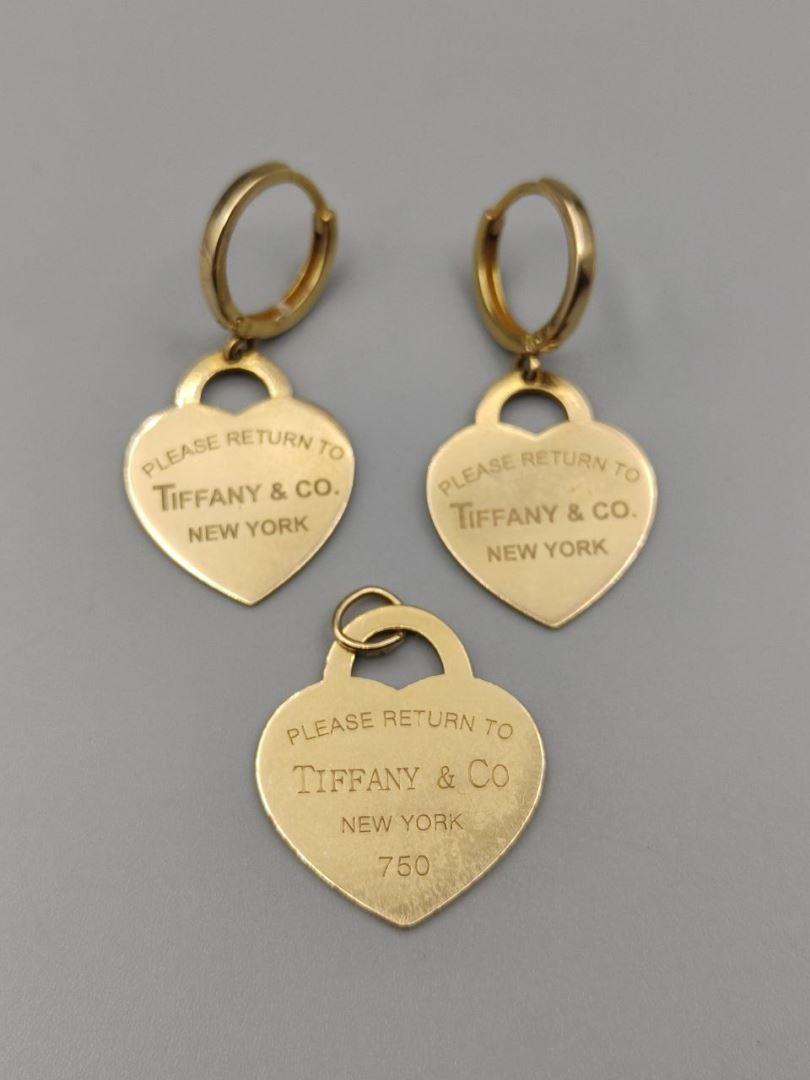 PLEASE RETURN TO
TIFFANY & CO.
NEW YORK
PLEASE RETURN TO
TIFFANY & CO.
NEW YORK
PLEASE RETURN TO
TIFFANY & CO
NEW YORK
750